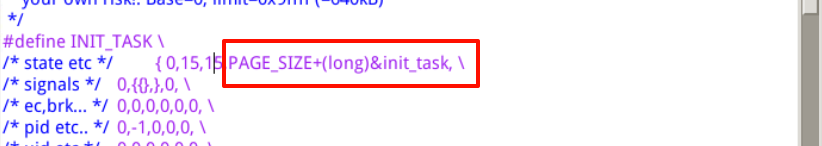 your own risk!. Base=0, limit=0x9ffff (=640kB)
*/
#define INIT_TASK \
/* state etc */ { 0,15,15,PAGE_SIZE+(long)&init_task, \
/* signals */ 0,{{},},0, \
/* ec,brk... */ 0,0,0,0,0,0, \
/* pid etc.. */ 0,-1,0,0,0, \